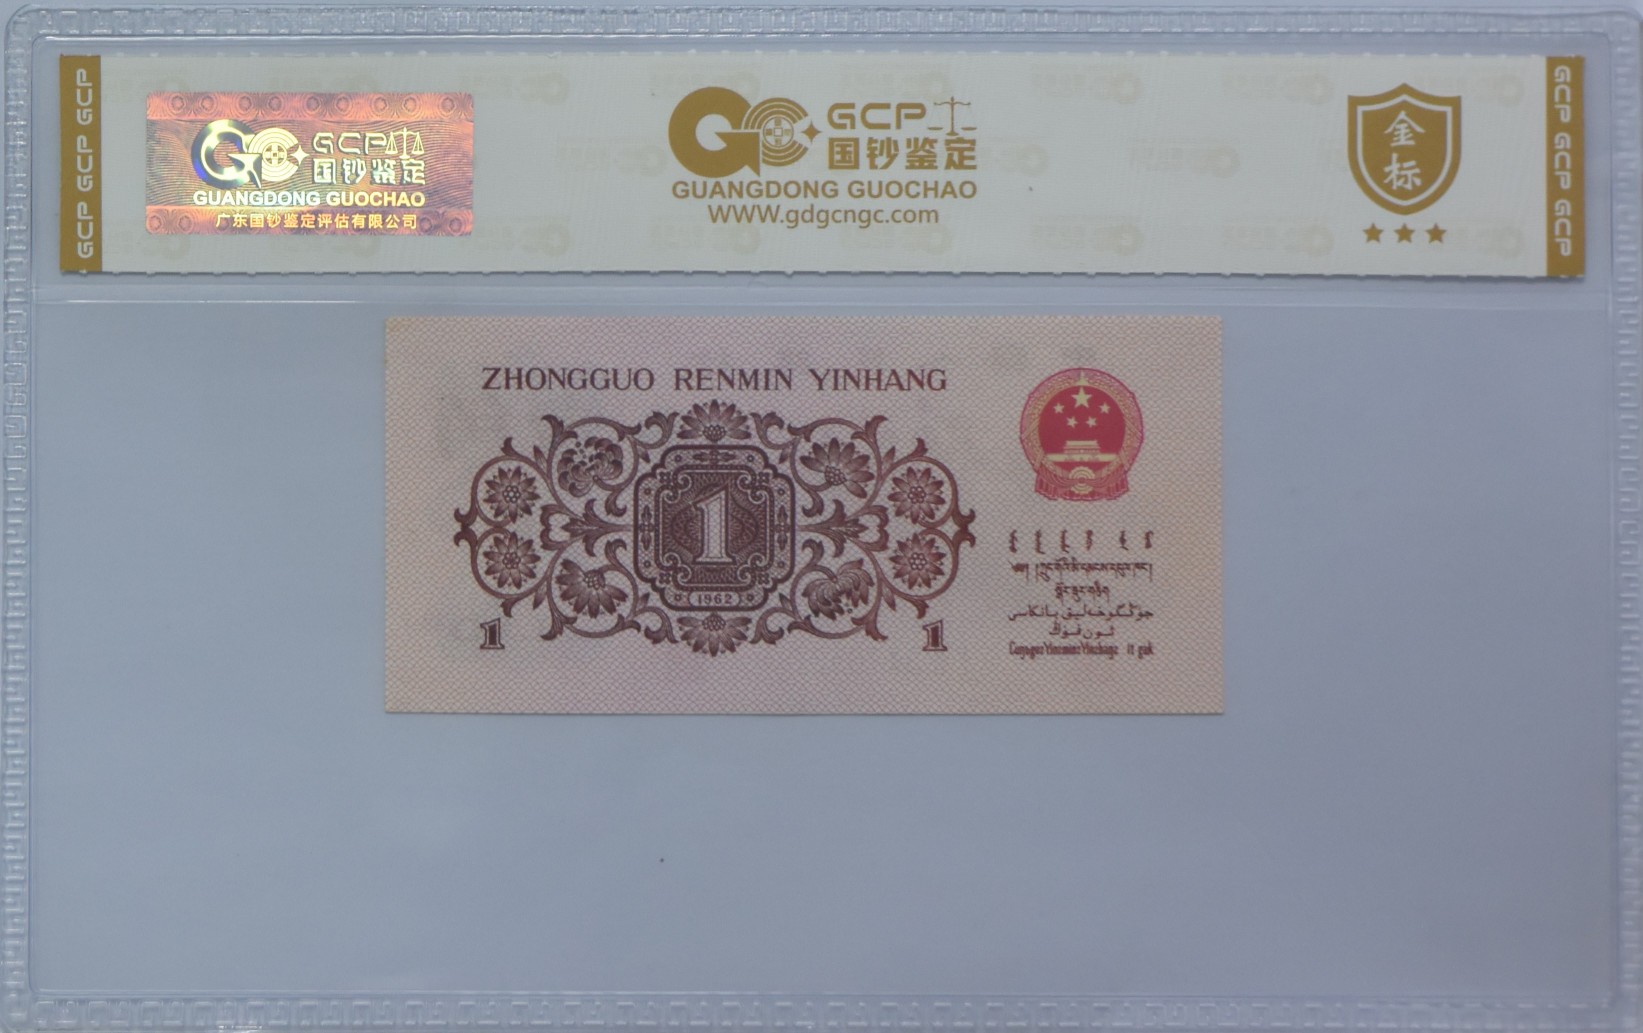 GCP GCP GCP
GCP
国钞鉴定
GUANGDONG GUOCHAO
广东国钞鉴定评估有限公司
GCP
国钞鉴定
GUANGDONG GUOCHAO
WWW.gdgcngc.com
金
标
GCP GCP GCP
ZHONGGUO RENMIN YINHANG
1
1962
1
1
جۇڭگوخەلىق بانكاسى